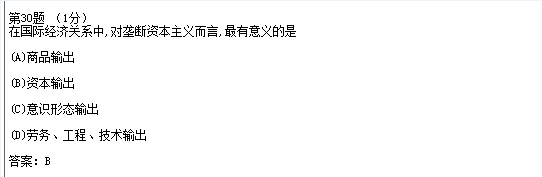 第30题 （1分）
在国际经济关系中,对垄断资本主义而言,最有意义的是
(A)商品输出
(B)资本输出
(C)意识形态输出
(D)劳务、工程、技术输出
答案: B